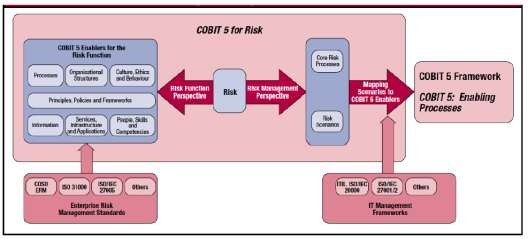 COBIT 5 for Risk
COBIT 5 Enablers for the
Risk Function
Processes
Organisational
Structures
Culture, Ethics
and Behaviour
Principles, Policies and Frameworks
Information
Services,
Infrastructure
and Applications
People, Skills
and
Competencies
Risk Function
Perspective
Risk
Risk Management
Perspective
Core Risk
Processes
Risk
Scenarios
Mapping
Scenarios to
COBIT 5 Enablers
COBIT 5 Framework
COBIT 5: Enabling
Processes
COSO
ERM
ISO 31000
ISO/IEC
27005
Others
Enterprise Risk
Management Standards
ITIL, ISO/IEC
20000
ISO/IEC
27001/2
Others
IT Management
Frameworks